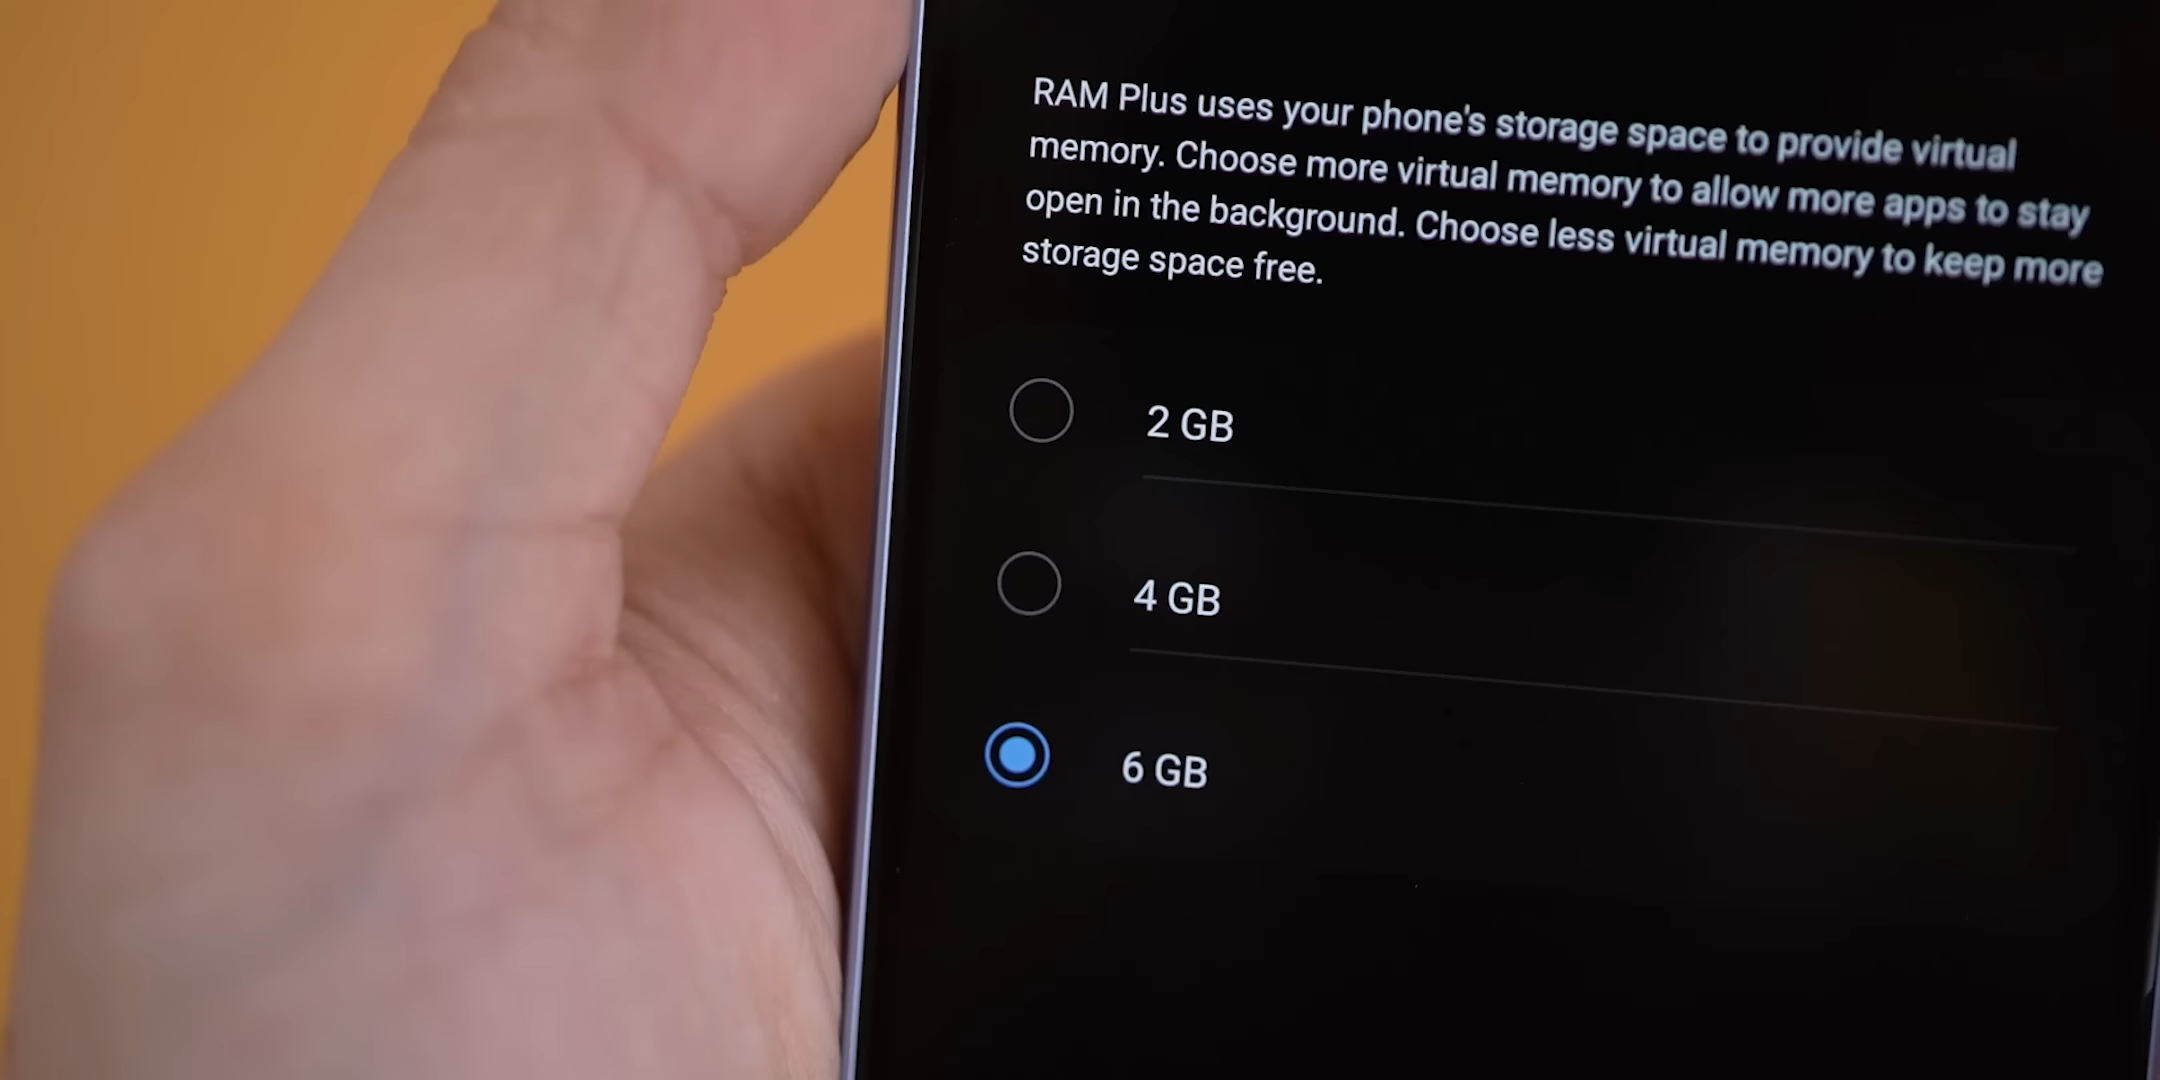 RAM Plus uses your phone's storage space to provide virtual
memory. Choose more virtual memory to allow more apps to stay
open in the background. Choose less virtual memory to keep more
storage space free.
2 GB
4 GB
6 GB